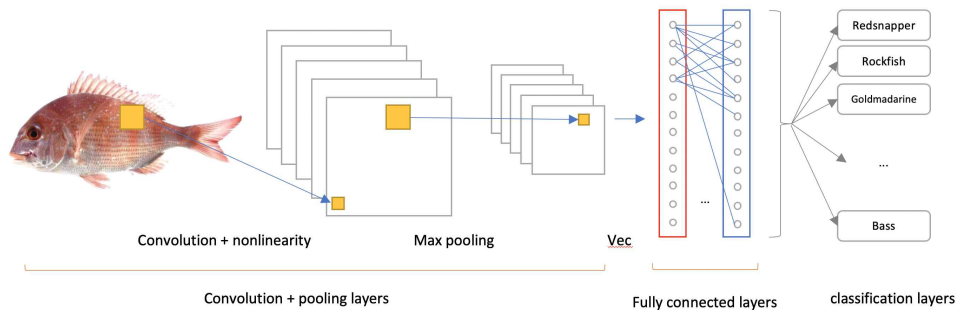 Redsnapper
Rockfish
Goldmadarine
...
...
Bass
Convolution + nonlinearity
Max pooling
Vec
Convolution + pooling layers
Fully connected layers
classification layers